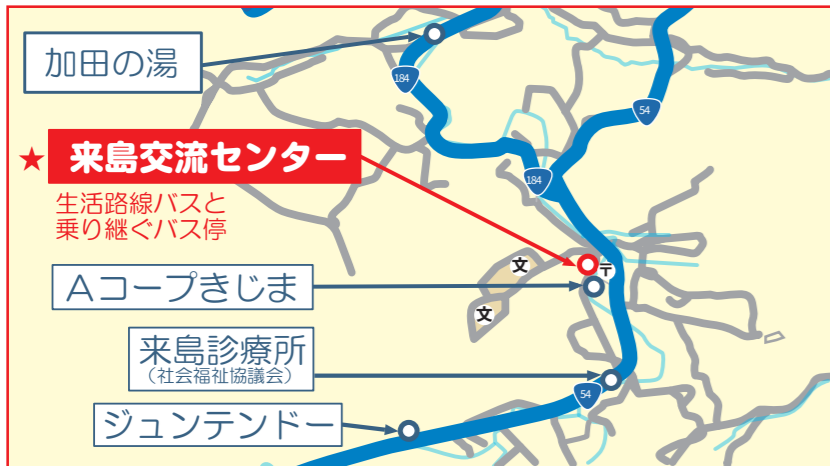 加田の湯
184
54
★ 来島交流センター
生活路線バスと
乗り継ぐバス停
184
〒
文
Aコープきじま
文
来島診療所
(社会福祉協議会)
54
ジュンテンドー